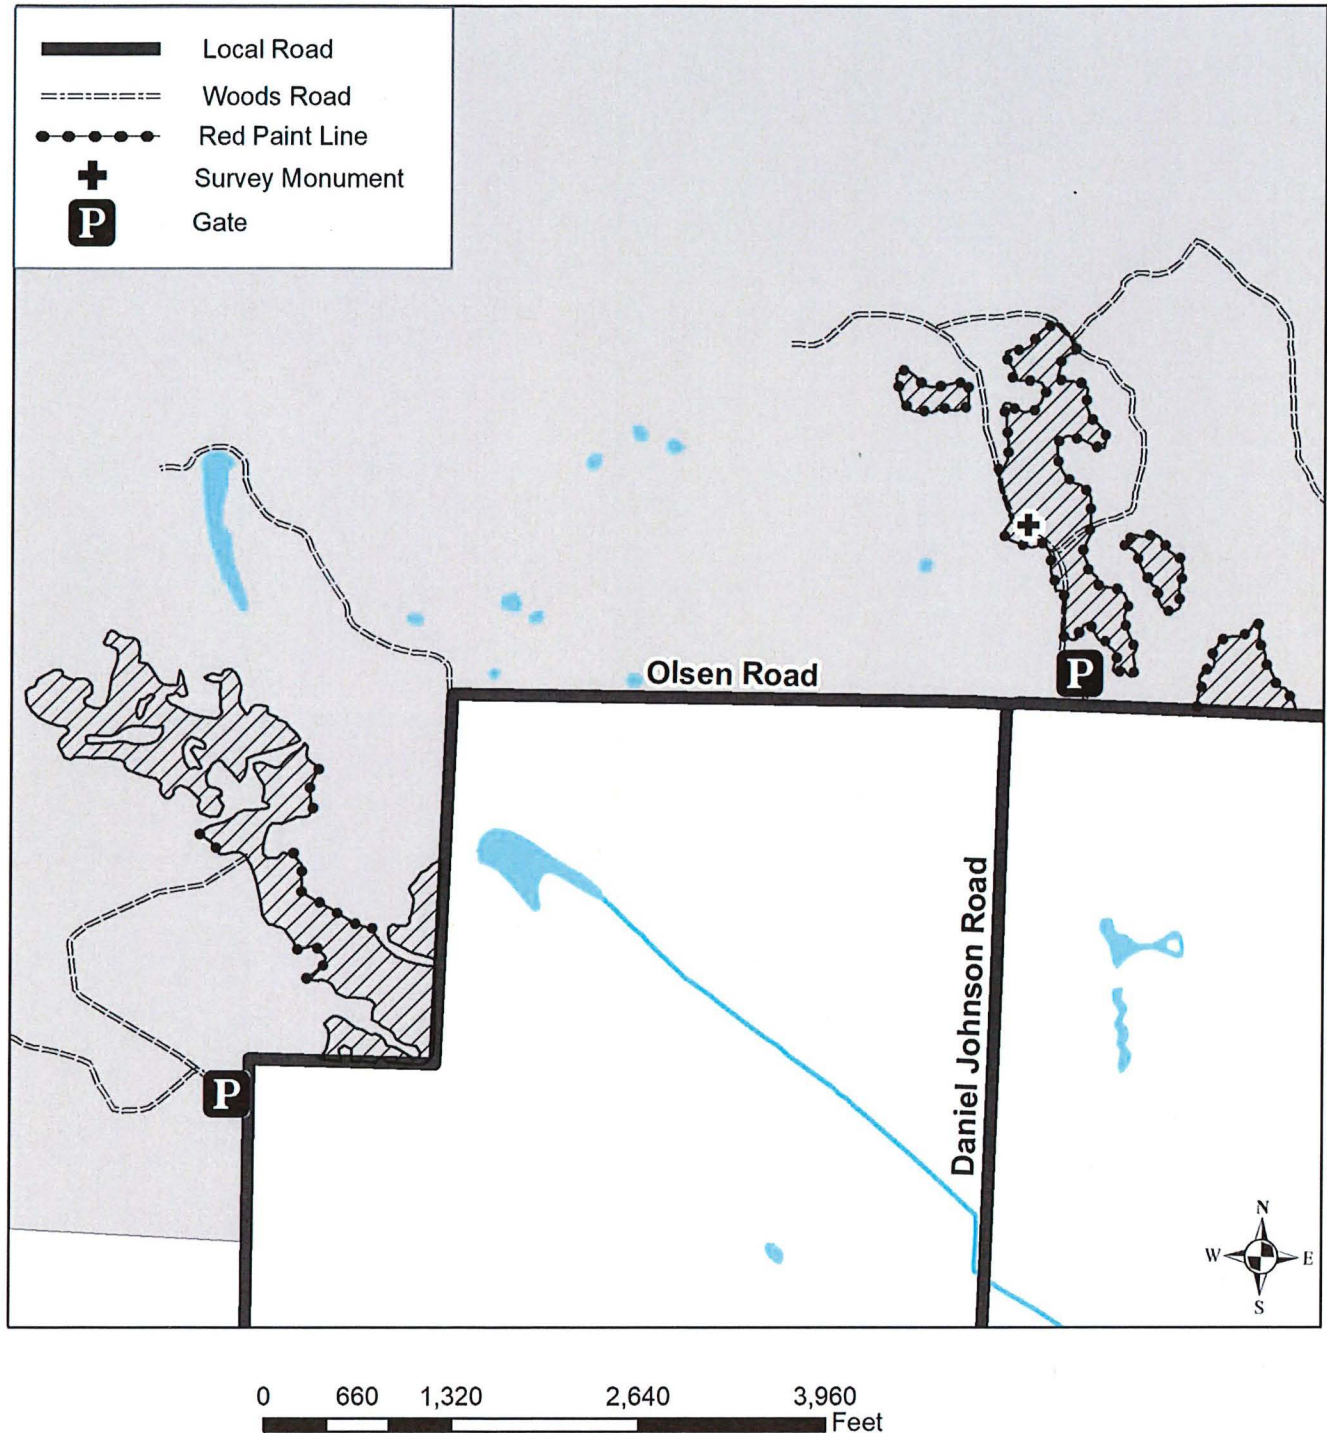 Local Road
Woods Road
Red Paint Line
Survey Monument
P Gate
Olsen Road
P
Daniel Johnson Road
P
N
W E
S
0 660 1,320 2,640 3,960
Feet